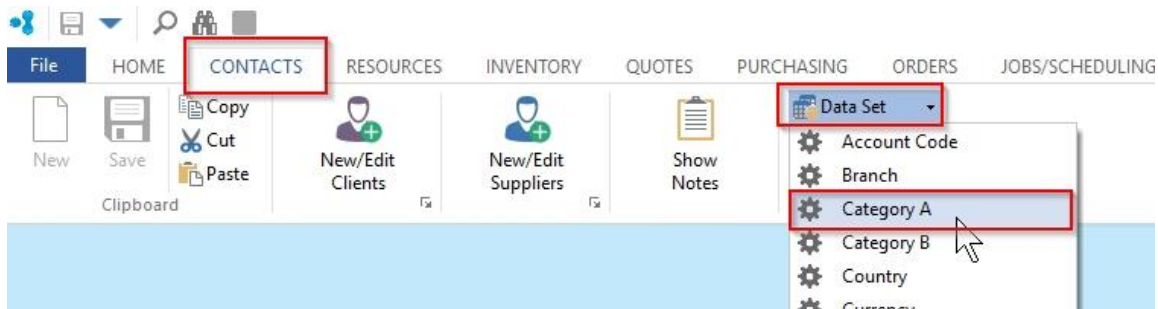 File HOME CONTACTS RESOURCES INVENTORY QUOTES PURCHASING ORDERS JOBS/SCHEDULING
New
Save
Copy
Cut
Paste
Clipboard
New/Edit
Clients
New/Edit
Suppliers
Show
Notes
Data Set
Account Code
Branch
Category A
Category B
Country
Currency